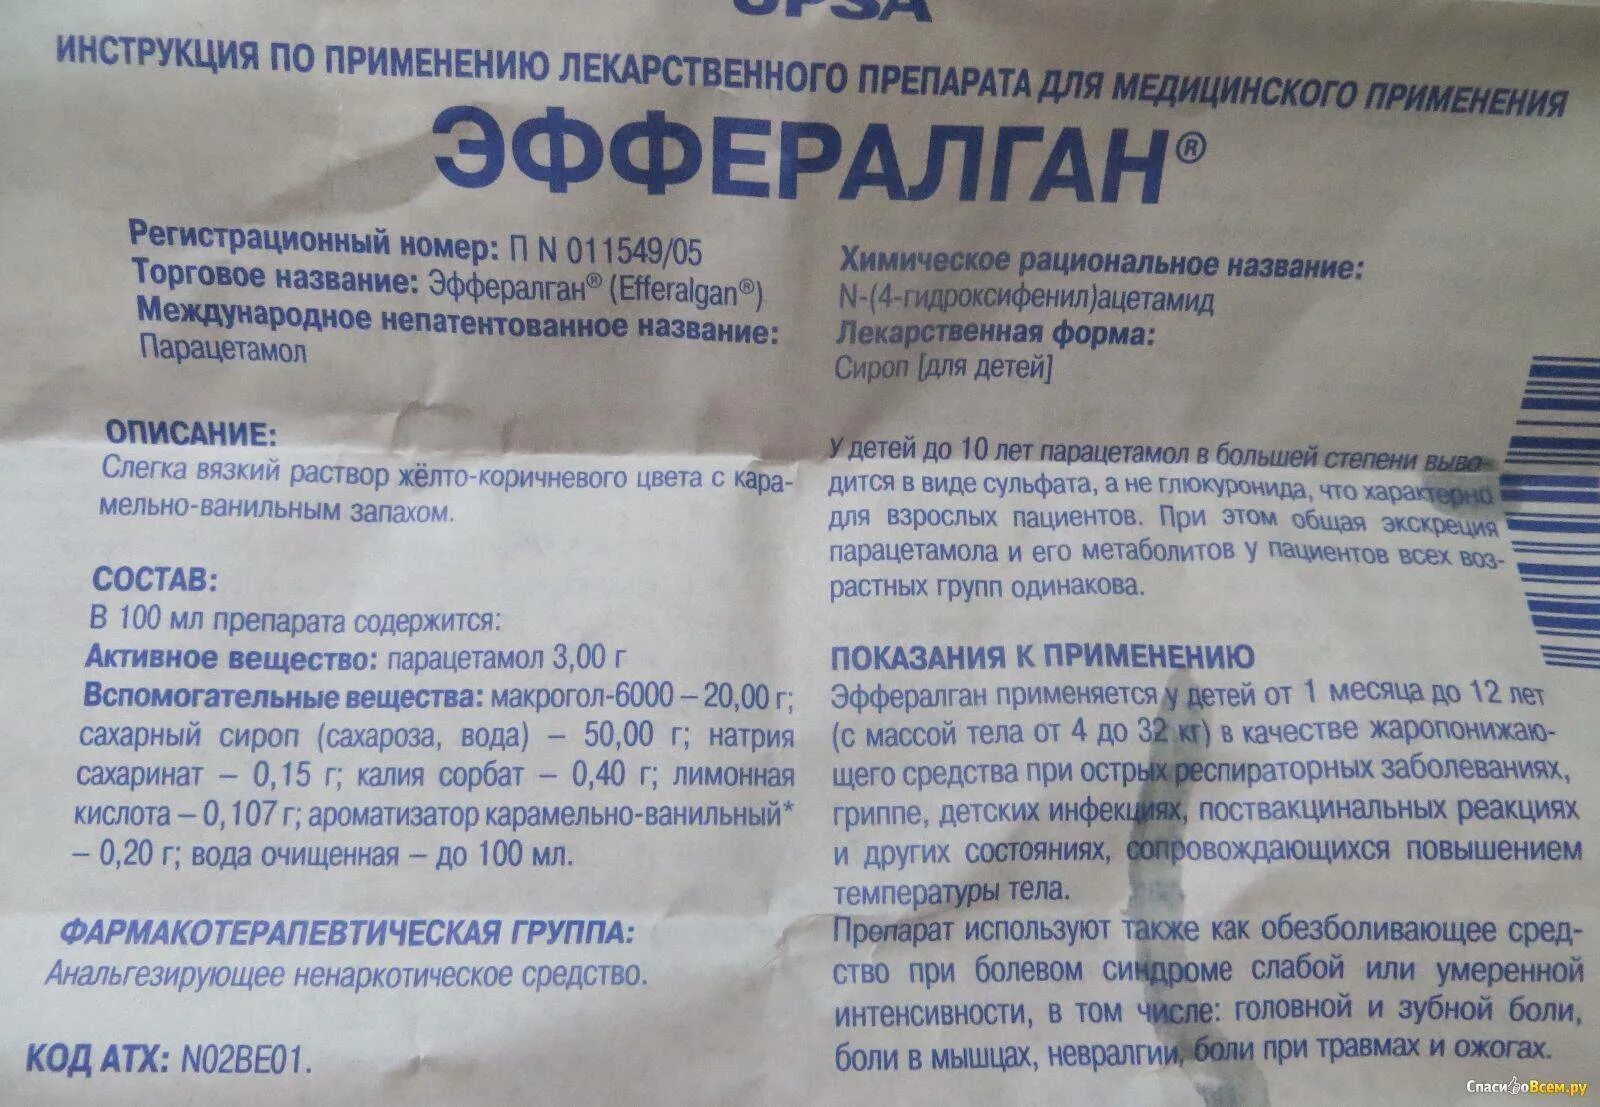 UPSA
ИНСТРУКЦИЯ ПО ПРИМЕНЕНИЮ ЛЕКАРСТВЕННОГО ПРЕПАРАТА ДЛЯ МЕДИЦИНСКОГО ПРИМЕНЕНИЯ
ЭФФЕРАЛГАН®
Регистрационный номер: П N 011549/05
Торговое название: Эффералган® (Efferalgan®)
Международное непатентованное название:
Парацетамол
Химическое рациональное название:
N-(4-гидроксифенил)ацетамид
Лекарственная форма:
Сироп [для детей]
ОПИСАНИЕ:
Слегка вязкий раствор жёлто-коричневого цвета с кара-
мельно-ванильным запахом.
СОСТАВ:
В 100 мл препарата содержится:
Активное вещество: парацетамол 3,00 г
Вспомогательные вещества: макрогол-6000 – 20,00 г;
сахарный сироп (сахароза, вода) – 50,00 г; натрия
сахаринат – 0,15 г; калия сорбат – 0,40 г; лимонная
кислота – 0,107 г; ароматизатор карамельно-ванильный*
– 0,20 г; вода очищенная – до 100 мл.
ФАРМАКОТЕРАПЕВТИЧЕСКАЯ ГРУППА:
Анальгезирующее ненаркотическое средство.
КОД АТХ: N02BE01.
У детей до 10 лет парацетамол в большей степени выво-
дится в виде сульфата, а не глюкуронида, что характерно
для взрослых пациентов. При этом общая экскреция
парацетамола и его метаболитов у пациентов всех воз-
растных групп одинакова.
ПОКАЗАНИЯ К ПРИМЕНЕНИЮ
Эффералган применяется у детей от 1 месяца до 12 лет
(с массой тела от 4 до 32 кг) в качестве жаропонижаю-
щего средства при острых респираторных заболеваниях,
гриппе, детских инфекциях, поствакцинальных реакциях
и других состояниях, сопровождающихся повышением
температуры тела.
Препарат используют также как обезболивающее сред-
ство при болевом синдроме слабой или умеренной
интенсивности, в том числе: головной и зубной боли,
боли в мышцах, невралгии, боли при травмах и ожогах.
СпасибоВсем.ру